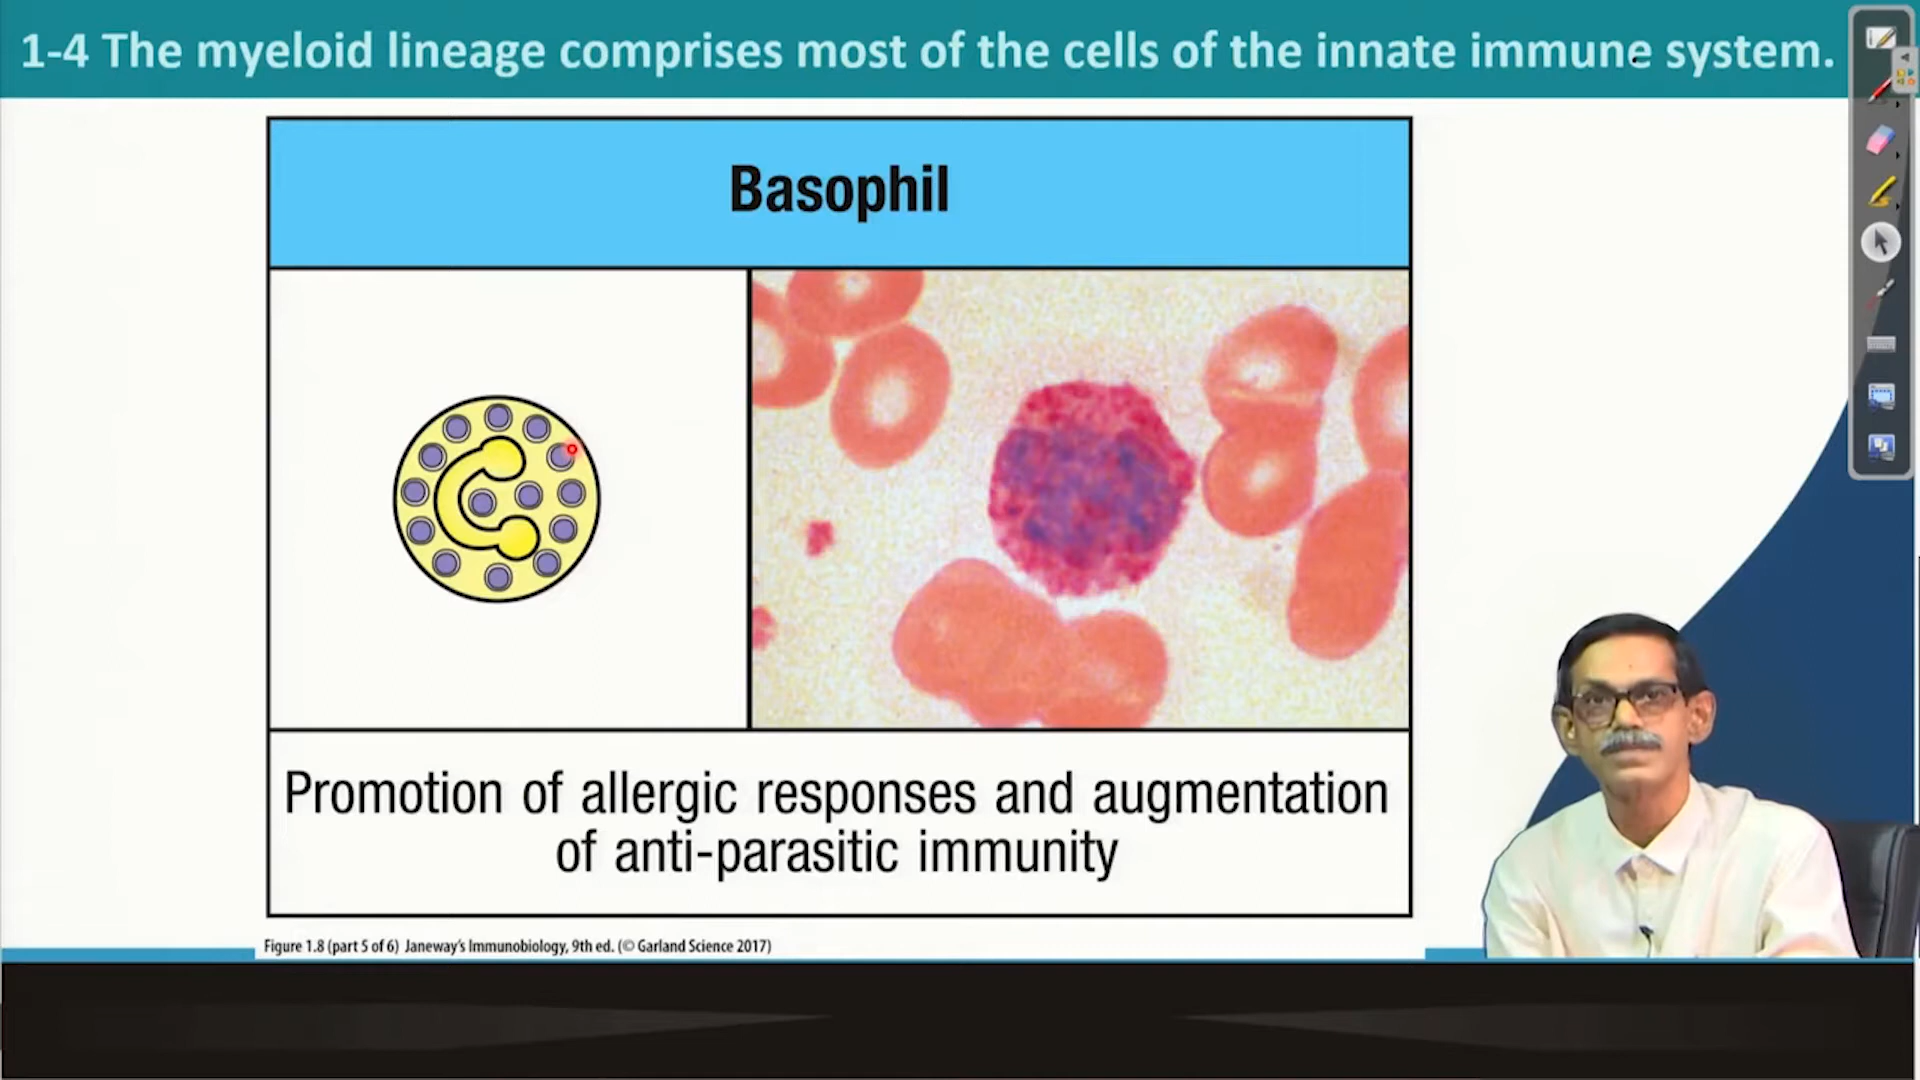 1-4 The myeloid lineage comprises most of the cells of the innate immune system.
Basophil
Promotion of allergic responses and augmentation
of anti-parasitic immunity
Figure 1.8 (part 5 of 6) Janeway's Immunobiology, 9th ed. (© Garland Science 2017)